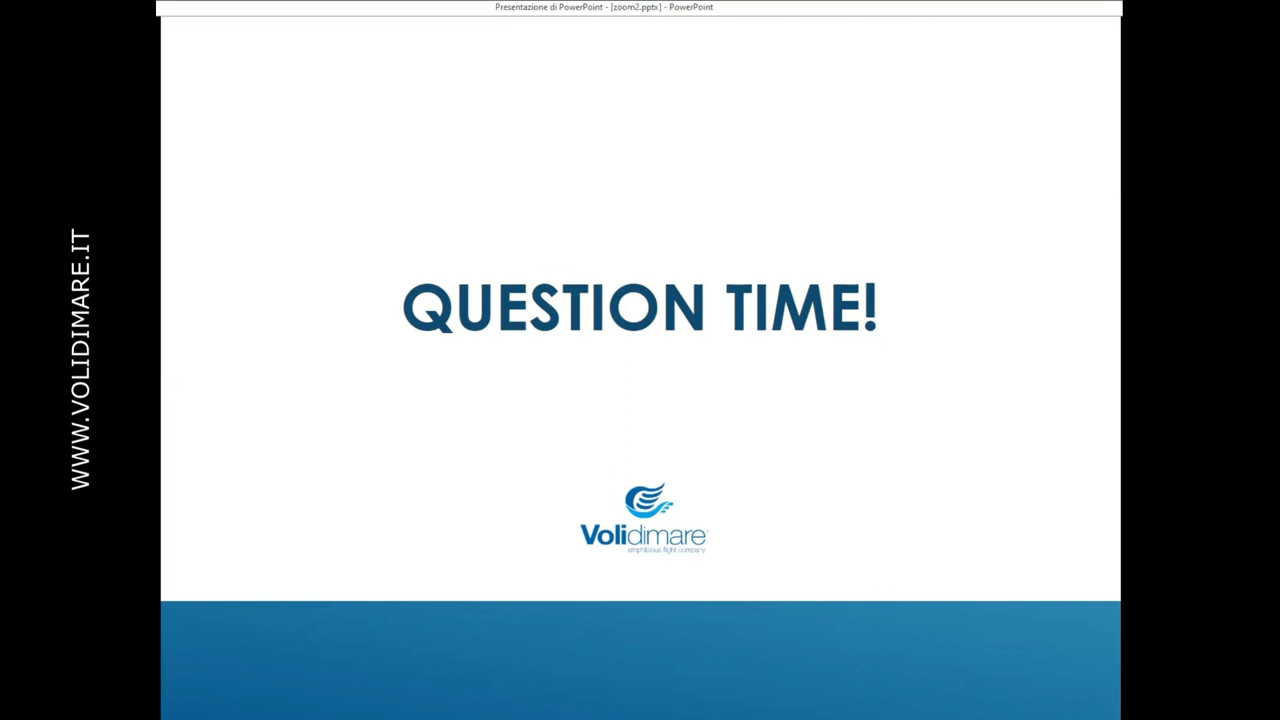 Presentazione di PowerPoint - [zoom2.pptx] - PowerPoint
WWW.VOLIDIMARE.IT
QUESTION TIME!
Volidimare
amphibious flight company